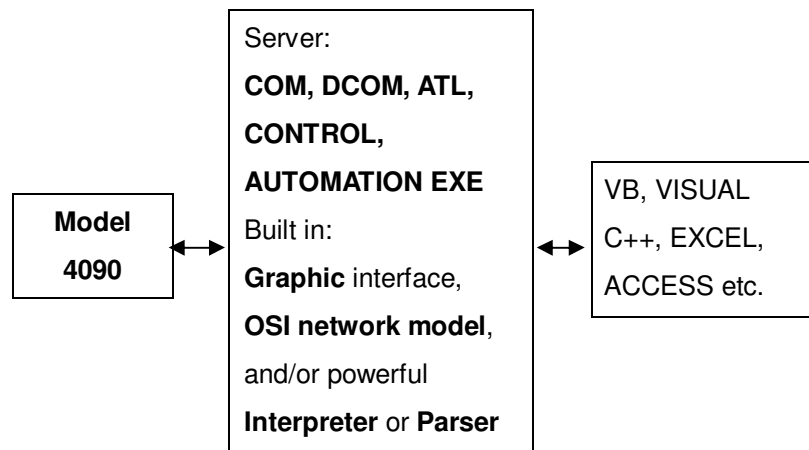 Model
4090
Server:
COM, DCOM, ATL,
CONTROL,
AUTOMATION EXE
Built in:
Graphic interface,
OSI network model,
and/or powerful
Interpreter or Parser
VB, VISUAL
C++, EXCEL,
ACCESS etc.